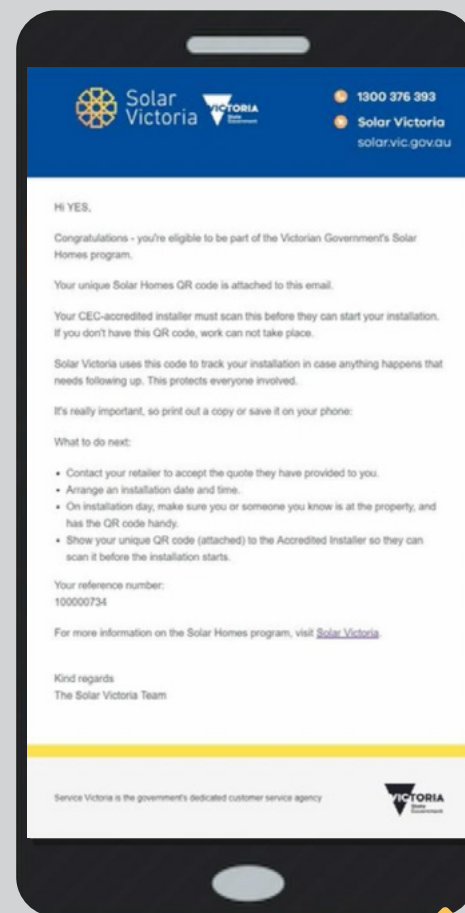 Solar
Victoria
VICTORIA
State
Government
1300 376 393
Solar Victoria
solar.vic.gov.au
Hi YES,
Congratulations - you're eligible to be part of the Victorian Government's Solar
Homes program.
Your unique Solar Homes QR code is attached to this email.
Your CEC-accredited installer must scan this before they can start your installation.
If you don't have this QR code, work can not take place.
Solar Victoria uses this code to track your installation in case anything happens that
needs following up. This protects everyone involved.
It's really important, so print out a copy or save it on your phone:
What to do next:
• Contact your retailer to accept the quote they have provided to you.
• Arrange an installation date and time.
• On installation day, make sure you or someone you know is at the property, and
has the QR code handy.
• Show your unique QR code (attached) to the Accredited Installer so they can
scan it before the installation starts.
Your reference number:
100000734
For more information on the Solar Homes program, visit Solar Victoria.
Kind regards
The Solar Victoria Team
Service Victoria is the government's dedicated customer service agency
VICTORIA
State
Government